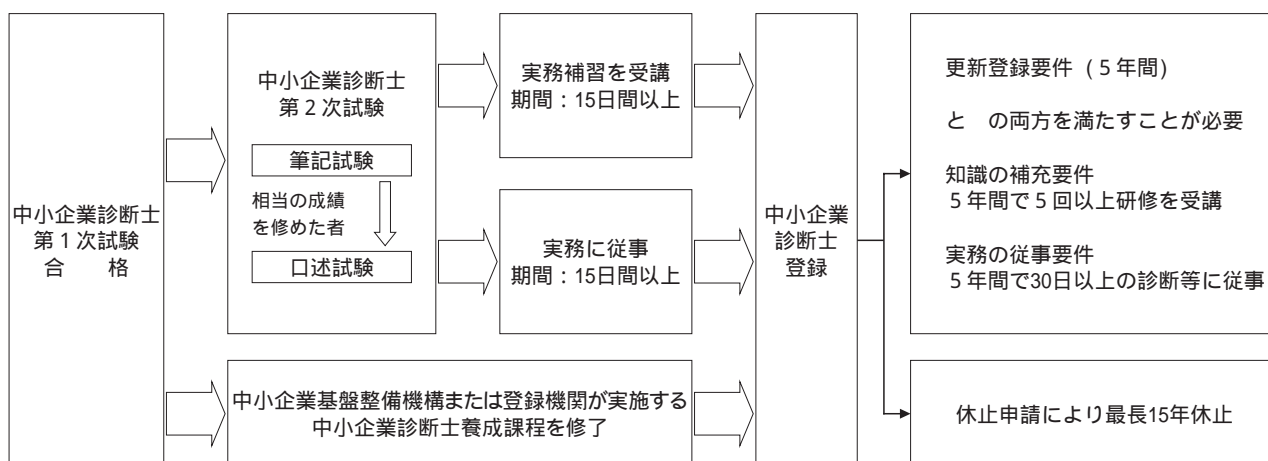 中小企業診断士
第１次試験
合　　格
中小企業診断士
第２次試験
筆記試験
相当の成績
を修めた者
口述試験
実務補習を受講
期間：15日間以上
実務に従事
期間：15日間以上
中小企業基盤整備機構または登録機関が実施する
中小企業診断士養成課程を修了
中小企業
診断士
登録
更新登録要件（５年間）
と　の両方を満たすことが必要
知識の補充要件
５年間で５回以上研修を受講
実務の従事要件
５年間で30日以上の診断等に従事
休止申請により最長15年休止